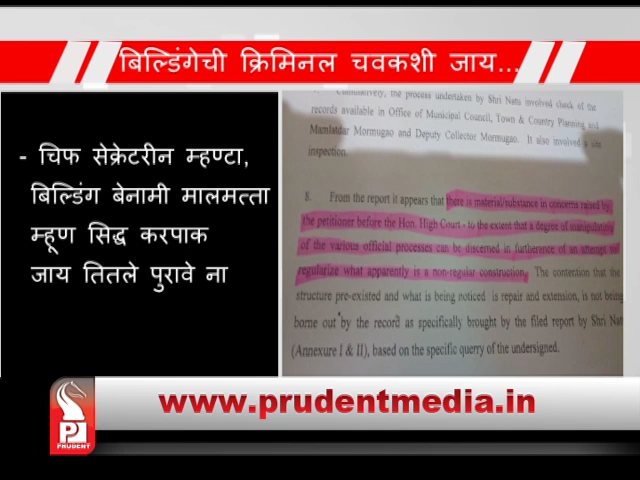 बिल्डिंगेची क्रिमिनल चवकशी जाय...
- चिफ सेक्रेटरीन म्हण्टा,
बिल्डिंग बेनामी मालमत्ता
म्हूण सिद्ध करपाक
जाय तितले पुरावे ना
Cumulatively, the process undertaken by Shri Natu involved check of the
records available in Office of Municipal Council, Town & Country Planning and
Mamlatdar Mormugao and Deputy Collector Mormugao. It also involved a site
inspection.
8. From the report it appears that there is material/substance in concerns raised by
the petitioner before the Hon. High Court - to the extent that a degree of manipulation
of the various official processes can be discerned in furtherance of an attempt to
regularize what apparently is a non-regular construction. The contention that the
structure pre-existed and what is being noticed is repair and extension, is not being
borne out by the record as specifically brought by the filed report by Shri Natu
(Annexure I & II), based on the specific querry of the undersigned.
www.prudentmedia.in
PRUDENT